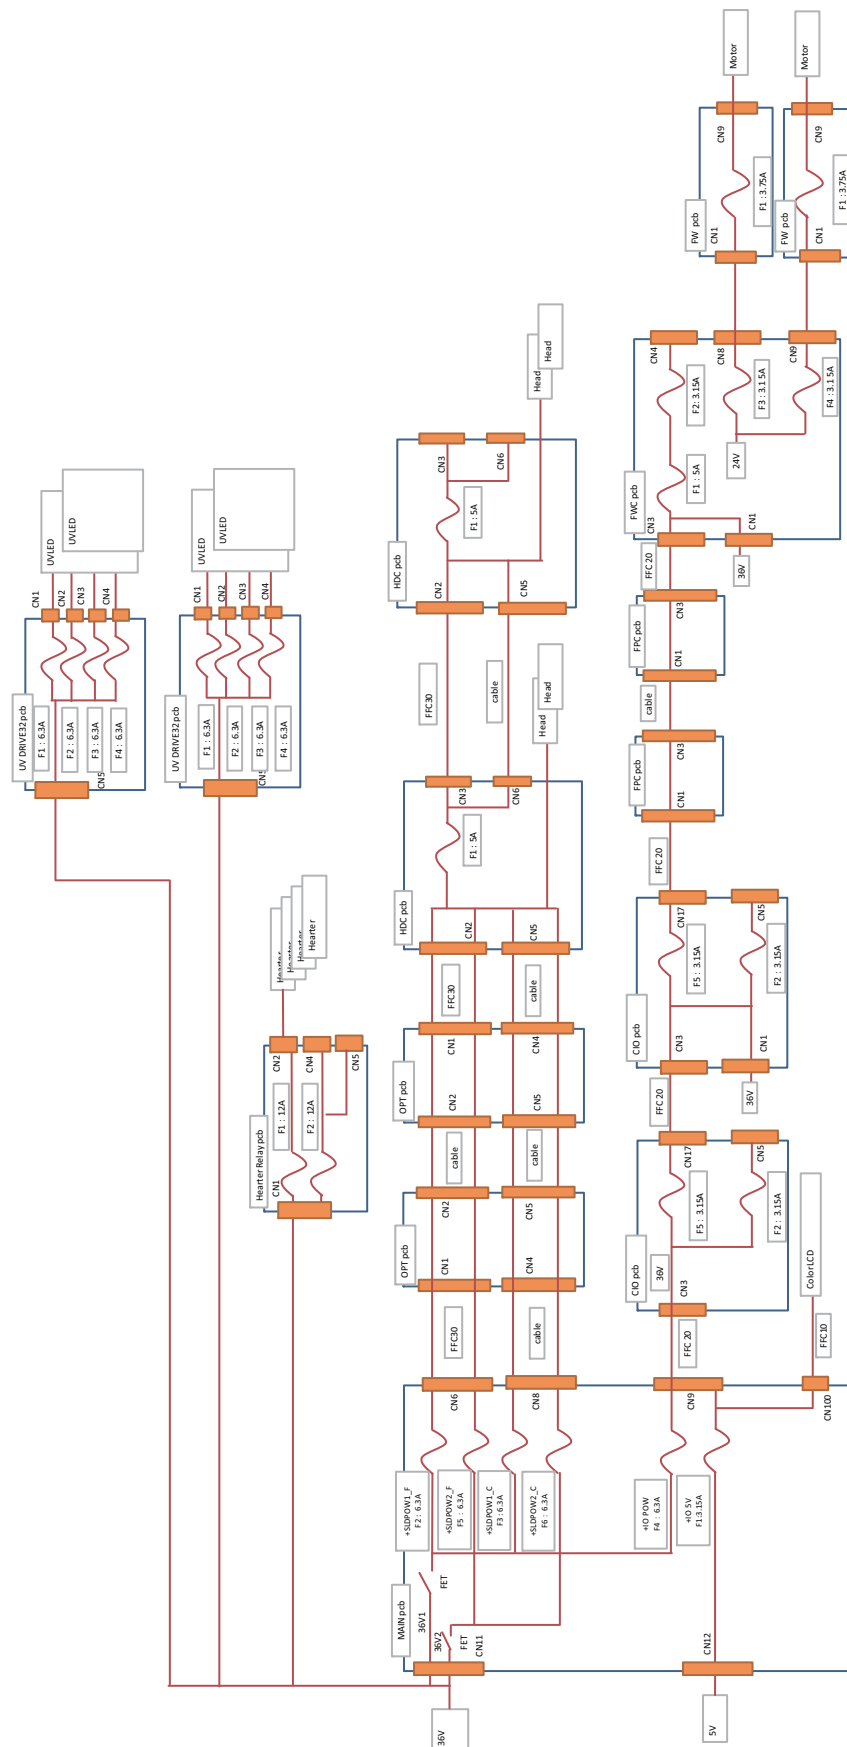 Motor
Motor
CN9
CN9
F1 : 3.75A
F1 : 3.75A
FW pcb
FW pcb
CN1
CN1
CN4
CN8
CN9
F2 : 3.15A
F3 : 3.1 5A
F4 : 3.1 5A
24V
F1 : 5A
FWC pcb
CN3
CN1
36V
FFC 20
Head
Head
CN3
CN6
F1 : 5A
HDC pcb
CN2
CN5
UVLED
UVLED
UVLED
UVLED
CN1
CN2
CN3
CN4
CN1
CN2
CN3
CN4
UV DRIVE32 pcb
F1 : 6.3A
F2 : 6.3A
F3 : 6.3A
F4 : 6.3A
CN5
UV DRIVE32 pcb
F1 : 6.3A
F2 : 6.3A
F3 : 6.3A
F4 : 6.3A
CN5
FFC30
cable
Head
Head
CN3
CN6
F1 : 5A
HDC pcb
CN2
CN5
CN3
FPC pcb
CN1
cable
FPC pcb
CN3
CN1
FFC 20
Hearter
Hearter
Hearter
Hearter
CN2
CN4
CN5
F1 : 12A
F2 : 12A
Hearter Relay pcb
CN1
FFC30
cable
CN1
CN4
OPT pcb
CN2
CN5
cable
cable
CN2
CN5
OPT pcb
CN1
CN4
FFC30
cable
CN17
CN5
F5 : 3.15A
F2 : 3.15A
CIO pcb
CN3
CN1
36V
FFC 20
CN17
CN5
F5 : 3.15A
F2 : 3.15A
CIO pcb
36V
CN3
FFC 20
ColorLCD
FFC10
CN6
CN8
CN9
CN100
+SLDPOW1_F
F2 : 6.3A
+SLDPOW2_F
F5 : 6.3A
+SLDPOW1_C
F3 : 6.3A
+SLDPOW2_C
F6 : 6.3A
+IO POW
F4 : 6.3A
+IO 5V
F1:3.15A
MAIN pcb
FET
36V1
36V2
FET
CN11
CN12
36V
5V